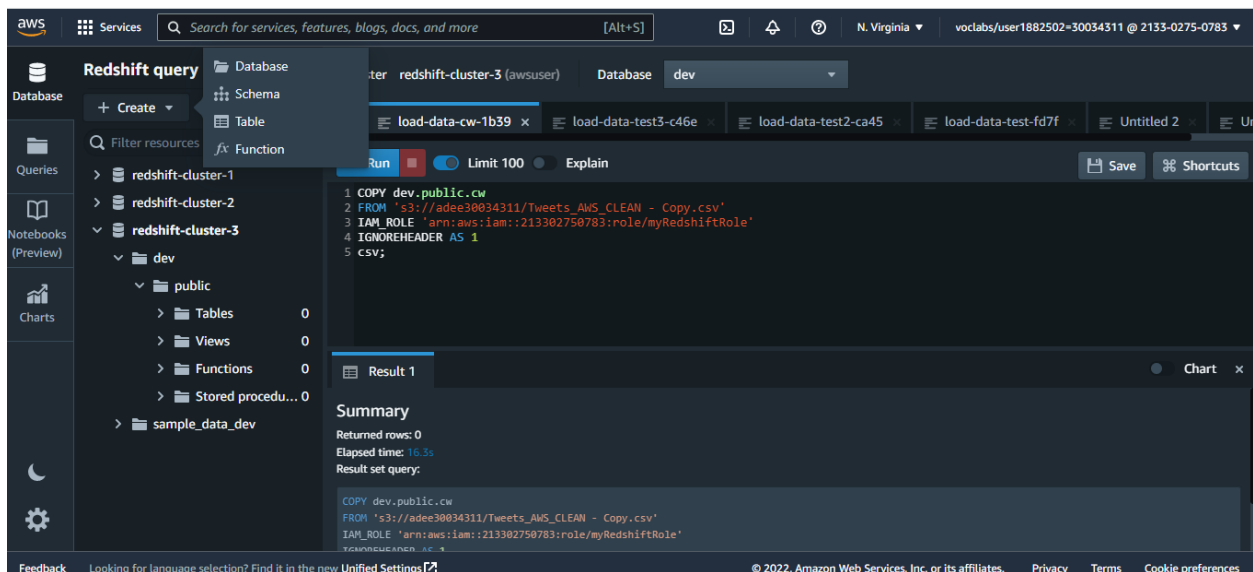 aws
Services
Search for services, features, blogs, docs, and more
[Alt+S]
N. Virginia
voclabs/user1882502=30034311 @ 2133-0275-0783
Database
Queries
Notebooks
(Preview)
Charts
Redshift query
+ Create
Database
Schema
Table
fx Function
Filter resources
redshift-cluster-1
redshift-cluster-2
redshift-cluster-3
dev
public
Tables 0
Views 0
Functions 0
Stored procedu... 0
sample_data_dev
redshift-cluster-3 (awsuser)
Database dev
load-data-cw-1b39 ×
load-data-test3-c46e ×
load-data-test2-ca45 ×
load-data-test-fd7f ×
Untitled 2 ×
Run
Limit 100
Explain
Save
Shortcuts
1 COPY dev.public.cw
2 FROM 's3://adee30034311/Tweets_AWS_CLEAN - Copy.csv'
3 IAM_ROLE 'arn:aws:iam::213302750783:role/myRedshiftRole'
4 IGNOREHEADER AS 1
5 csv;
Result 1
Chart ×
Summary
Returned rows: 0
Elapsed time: 16.3s
Result set query:
COPY dev.public.cw
FROM 's3://adee30034311/Tweets_AWS_CLEAN - Copy.csv'
IAM_ROLE 'arn:aws:iam::213302750783:role/myRedshiftRole'
IGNOREHEADER AS 1
Feedback
Looking for language selection? Find it in the new Unified Settings
© 2022, Amazon Web Services, Inc. or its affiliates.
Privacy
Terms
Cookie preferences